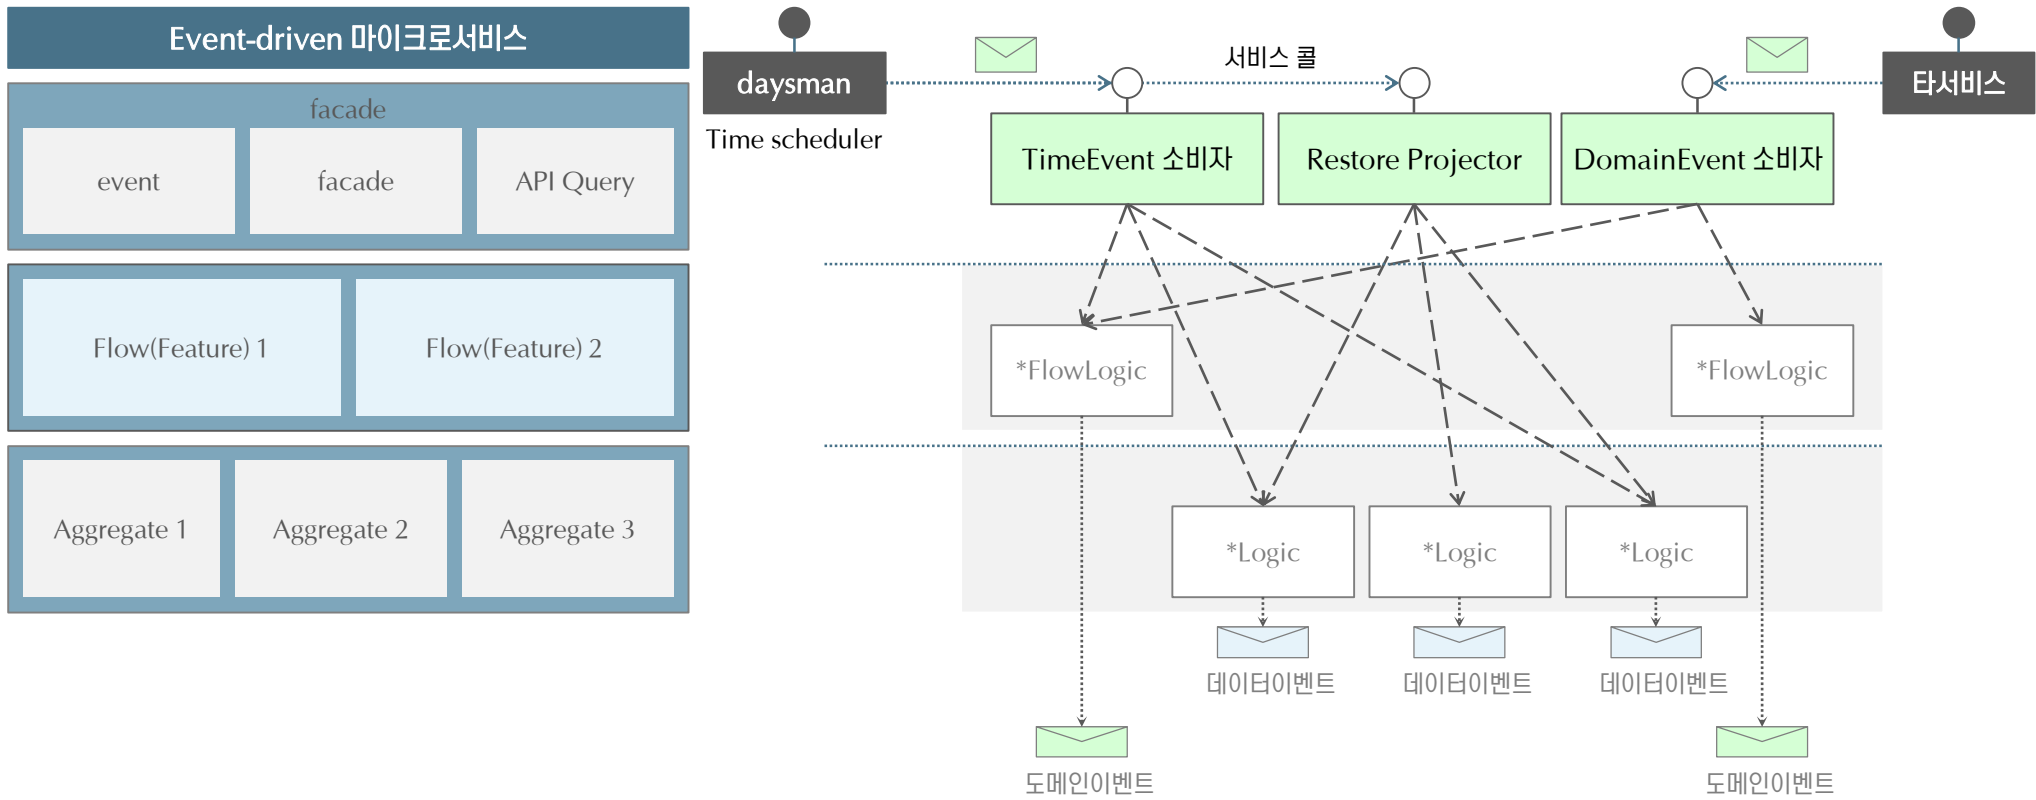 Event-driven 마이크로서비스
facade
event
facade
API Query
Flow(Feature) 1
Flow(Feature) 2
Aggregate 1
Aggregate 2
Aggregate 3
daysman
Time scheduler
서비스 콜
타서비스
TimeEvent 소비자
Restore Projector
DomainEvent 소비자
*FlowLogic
*FlowLogic
*Logic
*Logic
*Logic
데이터이벤트
데이터이벤트
데이터이벤트
도메인이벤트
도메인이벤트